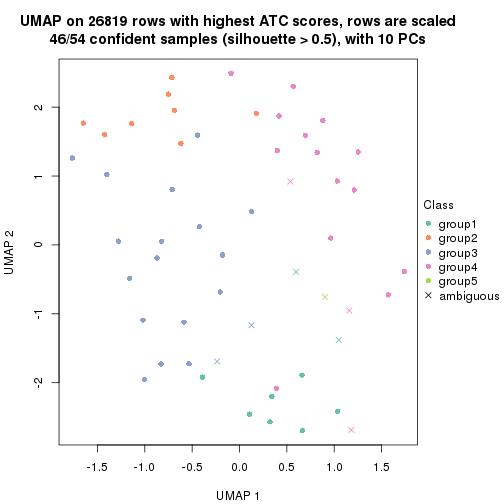 UMAP on 26819 rows with highest ATC scores, rows are scaled
46/54 confident samples (silhouette > 0.5), with 10 PCs
2
1
0
-1
-2
UMAP 2
-1.5 -1.0 -0.5 0.0 0.5 1.0 1.5
UMAP 1
Class
group1
group2
group3
group4
group5
ambiguous